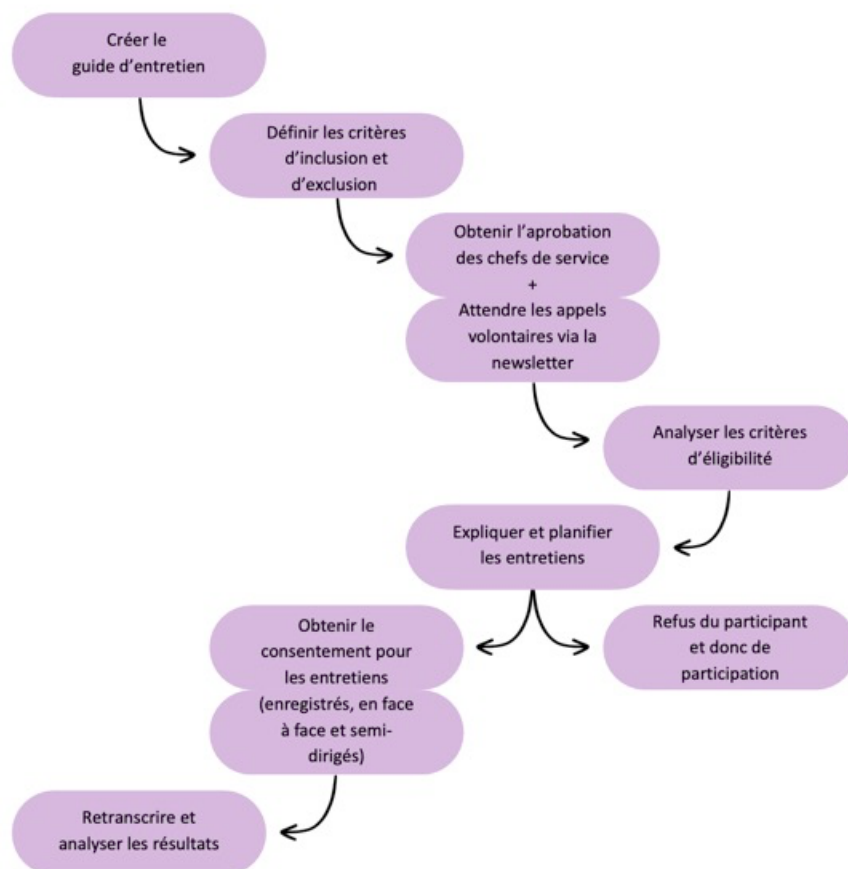 Créer le
guide d'entretien
Définir les critères
d'inclusion et
d'exclusion
Obtenir l'aprobation
des chefs de service
+
Attendre les appels
volontaires via la
newsletter
Analyser les critères
d'éligibilité
Expliquer et planifier
les entretiens
Obtenir le
consentement pour
les entretiens
(enregistrés, en face
à face et semi-
dirigés)
Refus du participant
et donc de
participation
Retranscrire et
analyser les résultats